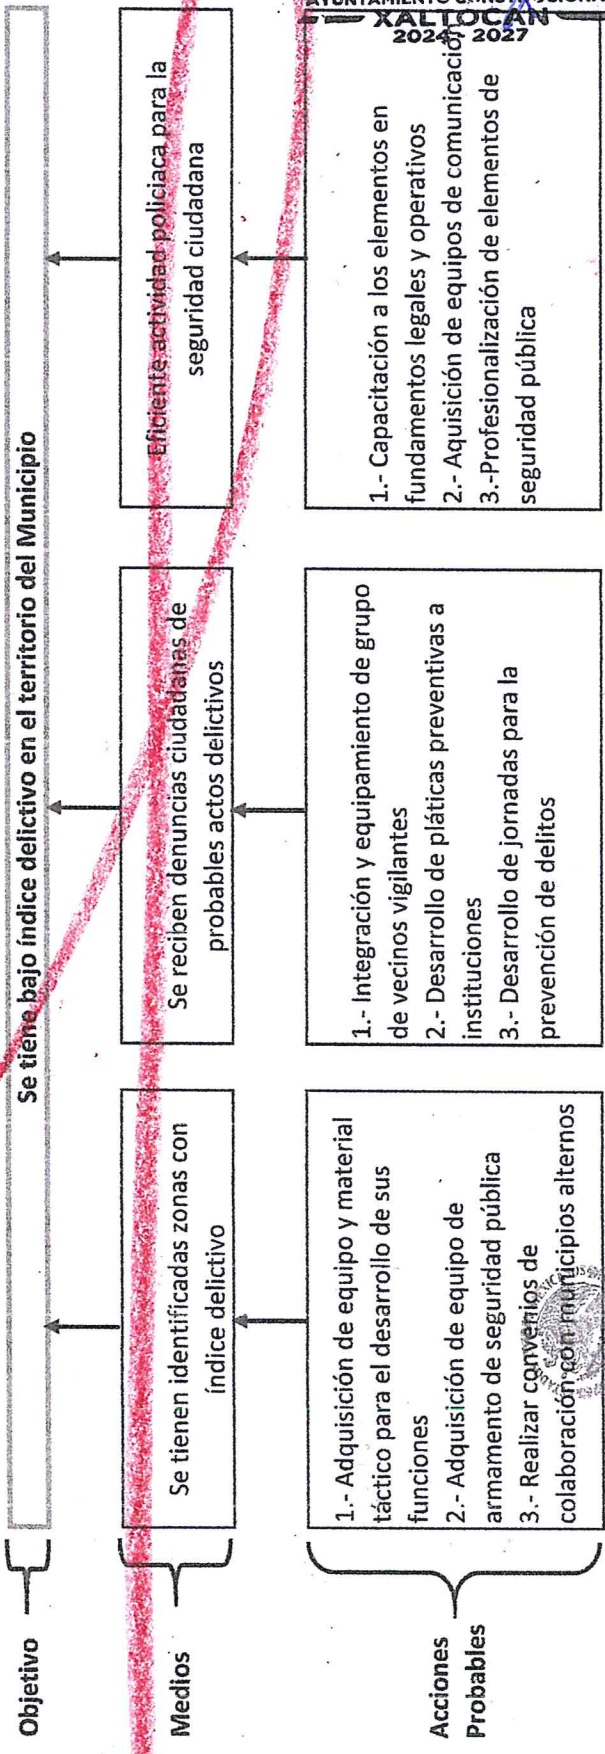 AYUNTAMIENTO
XALTOCAN
2024 - 2027
Objetivo
Se tiene bajo índice delictivo en el territorio del Municipio
Medios
Se tienen identificadas zonas con
índice delictivo
Se reciben denuncias ciudadanas de
probables actos delictivos
Eficiente actividad policiaca para la
seguridad ciudadana
Acciones
Probables
1.- Adquisición de equipo y material
táctico para el desarrollo de sus
funciones
2.- Adquisición de equipo de
armamento de seguridad pública
3.- Realizar convenios de
colaboración con municipios alternos
1.- Integración y equipamiento de grupo
de vecinos vigilantes
2.- Desarrollo de pláticas preventivas a
instituciones
3.- Desarrollo de jornadas para la
prevención de delitos
1.- Capacitación a los elementos en
fundamentos legales y operativos
2.- Aquisición de equipos de comunicación
3.-Profesionalización de elementos de
seguridad pública